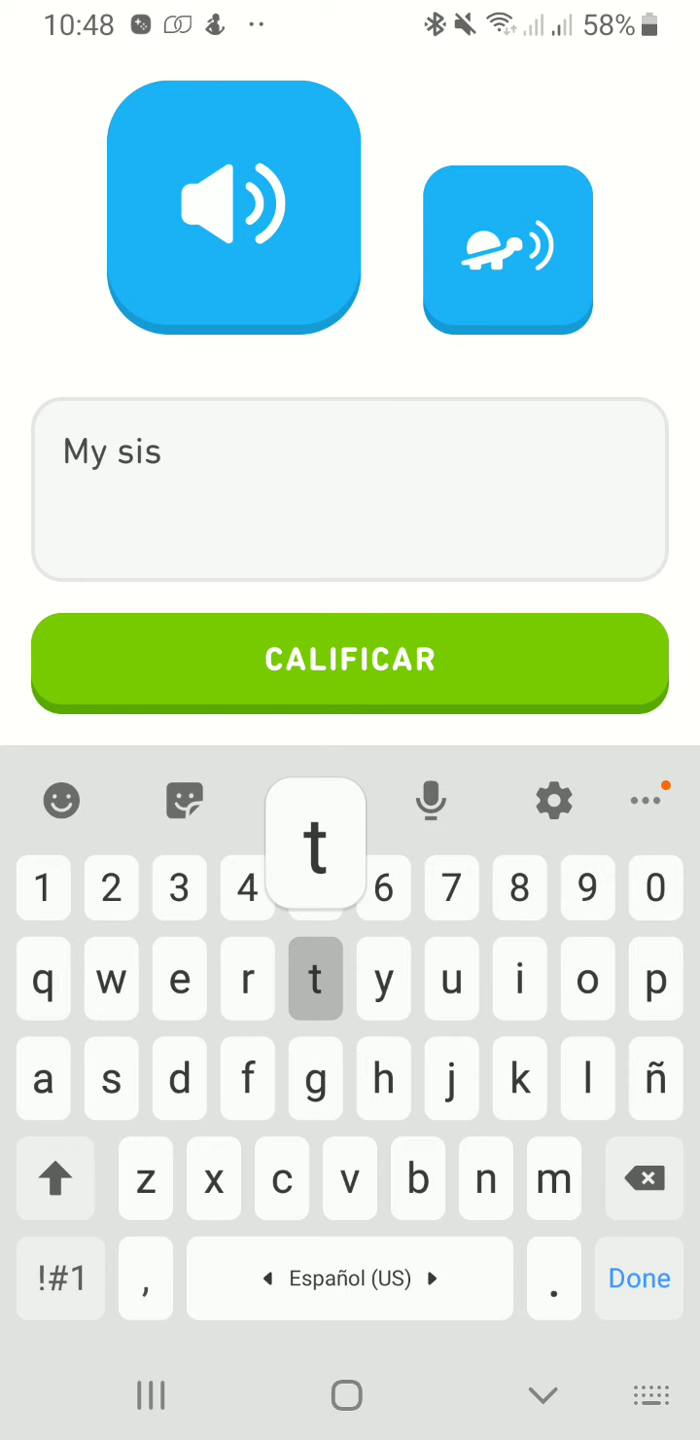 10:48 58%
My sis
CALIFICAR
t
1 2 3 4 6 7 8 9 0
q w e r t y u i o p
a s d f g h j k l ñ
z x c v b n m
!#1 , Español (US) . Done